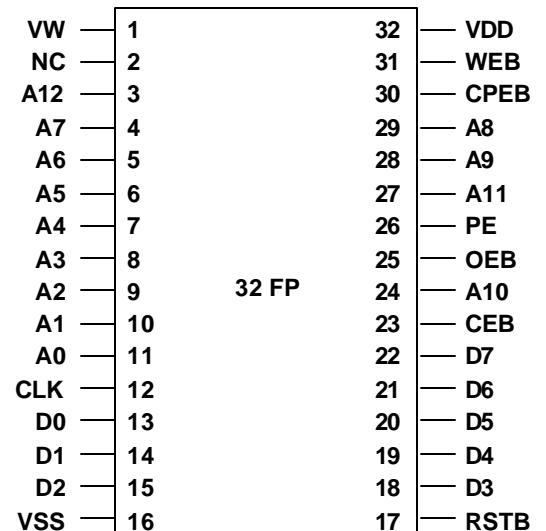 VW 1 32 VDD
NC 2 31 WEB
A12 3 30 CPEB
A7 4 29 A8
A6 5 28 A9
A5 6 27 A11
A4 7 26 PE
A3 8 25 OEB
A2 9 32 FP 24 A10
A1 10 23 CEB
A0 11 22 D7
CLK 12 21 D6
D0 13 20 D5
D1 14 19 D4
D2 15 18 D3
VSS 16 17 RSTB